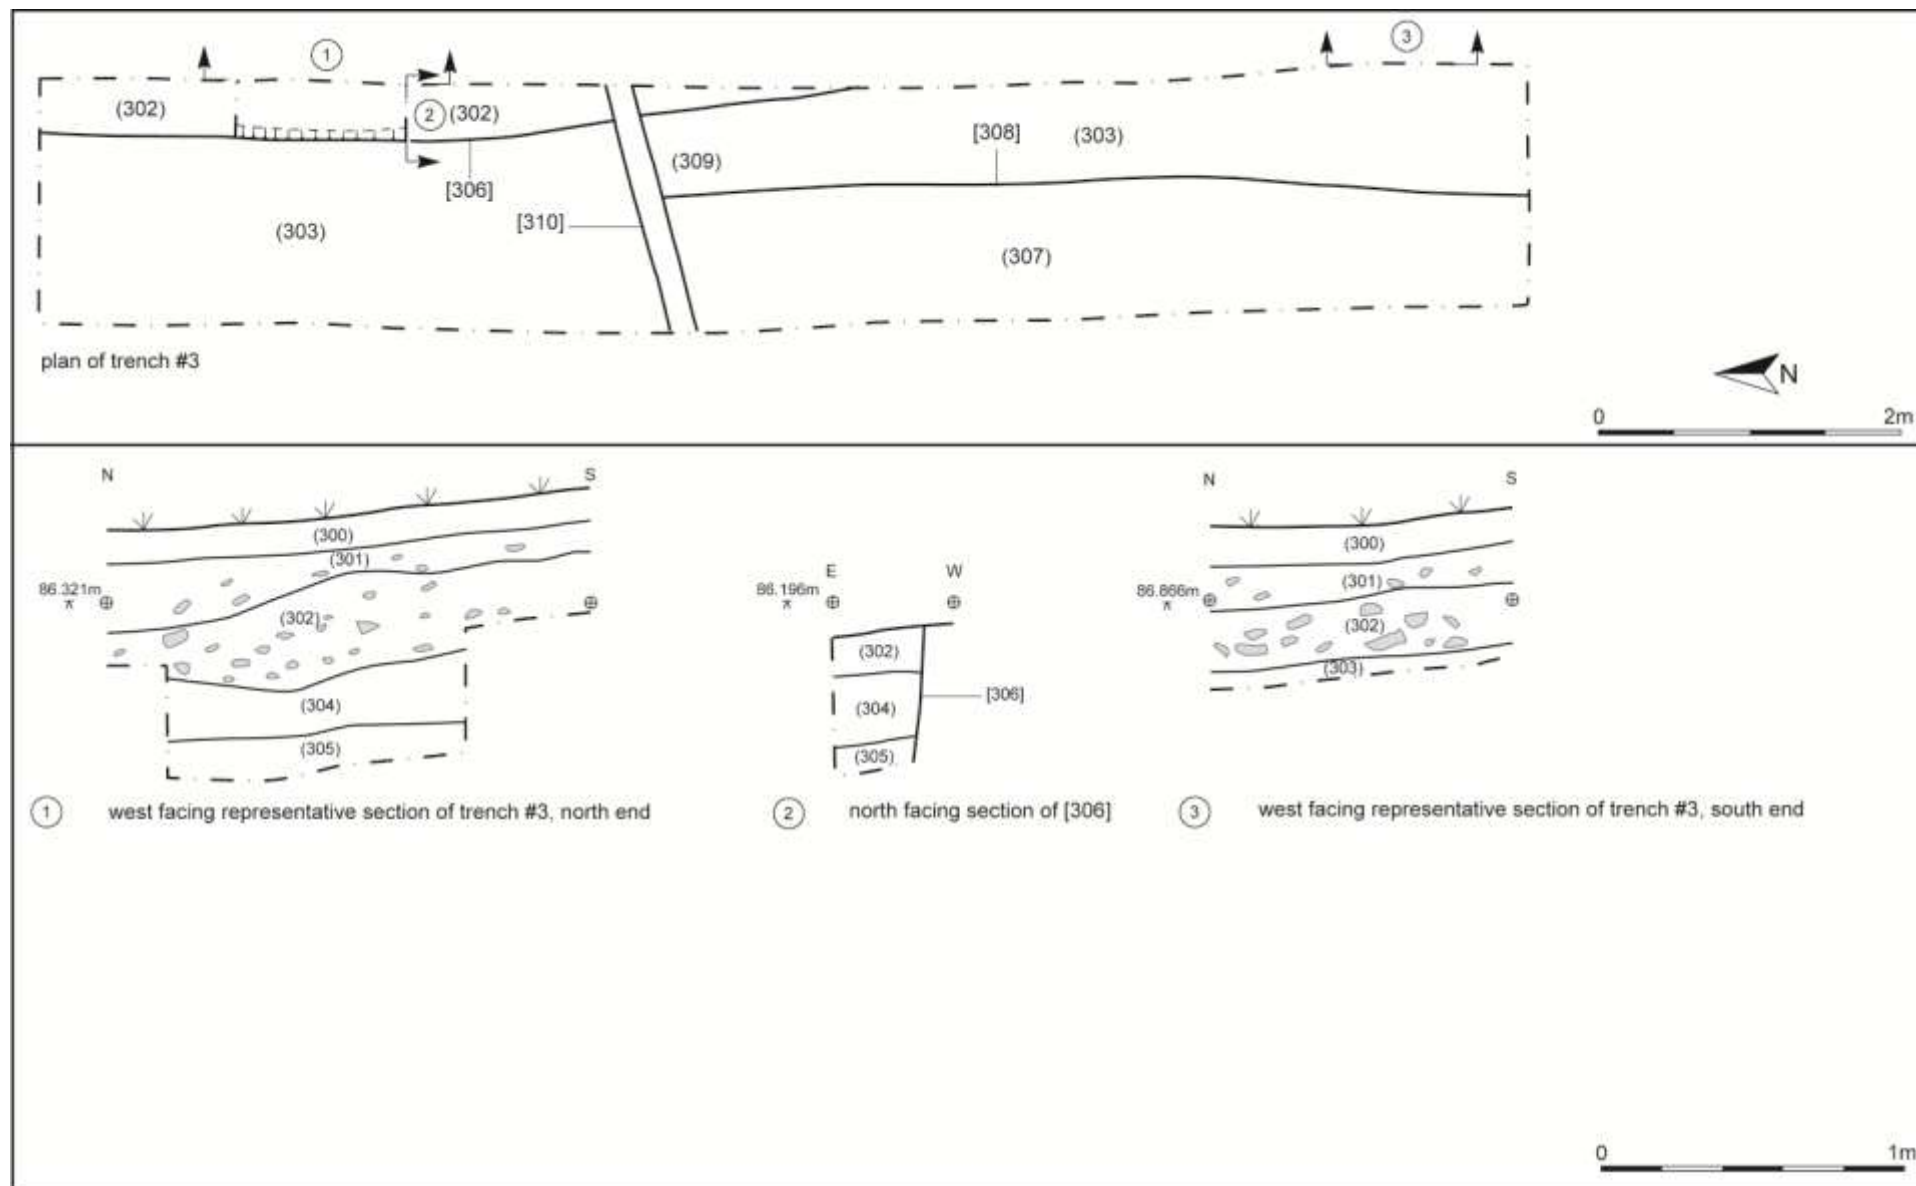 1
3
(302)
2
(302)
(303)
[308]
(309)
[306]
[310]
(303)
(307)
plan of trench #3
N
0 2m
N S
(300)
(301)
86.321m
(302)
(304)
(305)
1 west facing representative section of trench #3, north end
E W
86.196m
(302)
[306]
(304)
(305)
2 north facing section of [306]
N S
(300)
(301)
86.866m
(302)
(303)
3 west facing representative section of trench #3, south end
0 1m